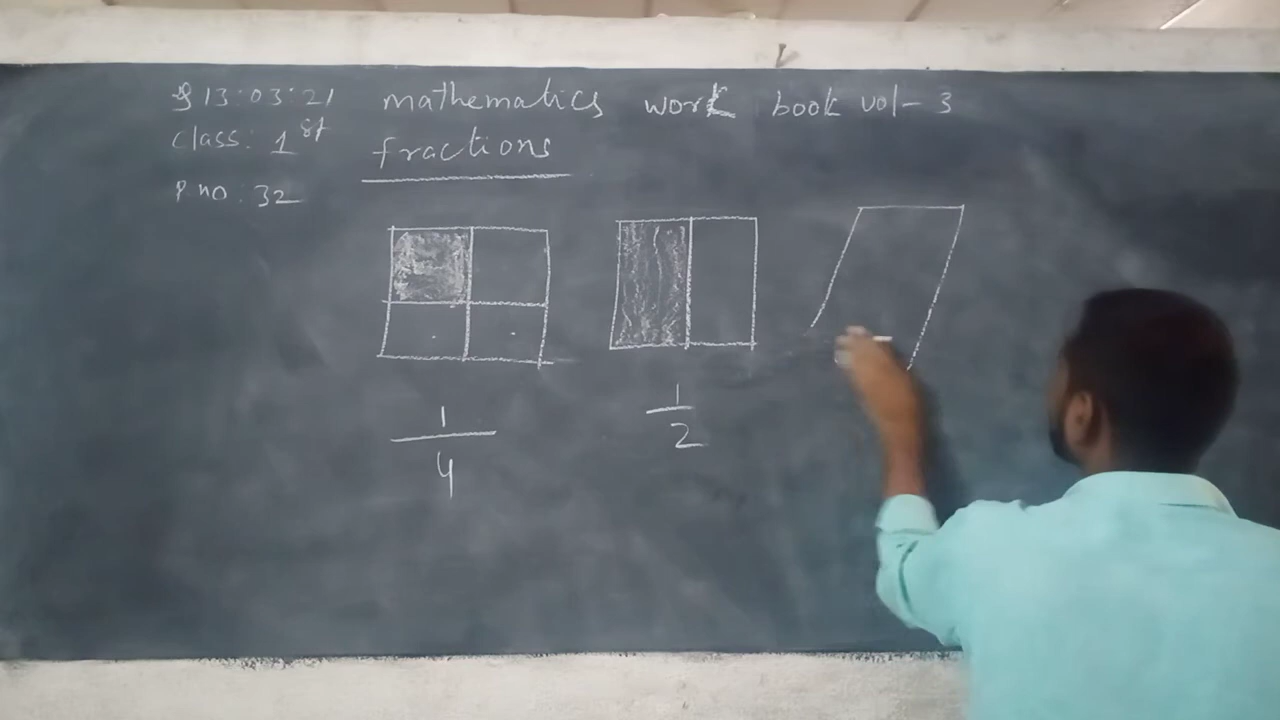 13:03:21 mathematics work book vol-3
class: 1st fractions
P no: 32
1/4
1/2